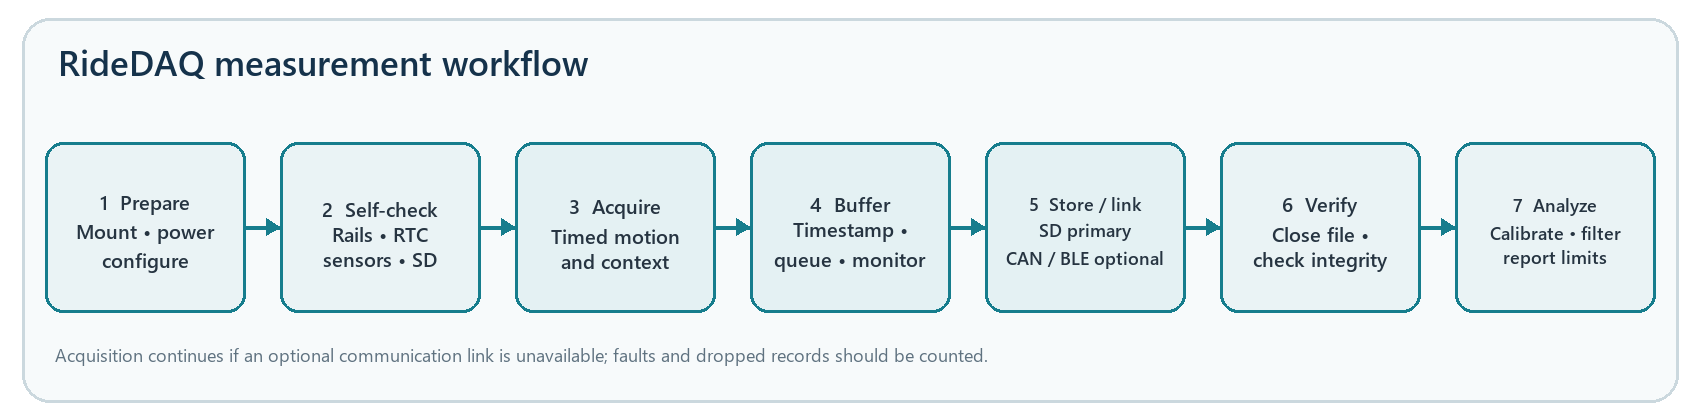 RideDAQ measurement workflow
1 Prepare
Mount • power
configure
2 Self-check
Rails • RTC
sensors • SD
3 Acquire
Timed motion
and context
4 Buffer
Timestamp •
queue • monitor
5 Store / link
SD primary
CAN / BLE optional
6 Verify
Close file •
check integrity
7 Analyze
Calibrate • filter
report limits
Acquisition continues if an optional communication link is unavailable; faults and dropped records should be counted.